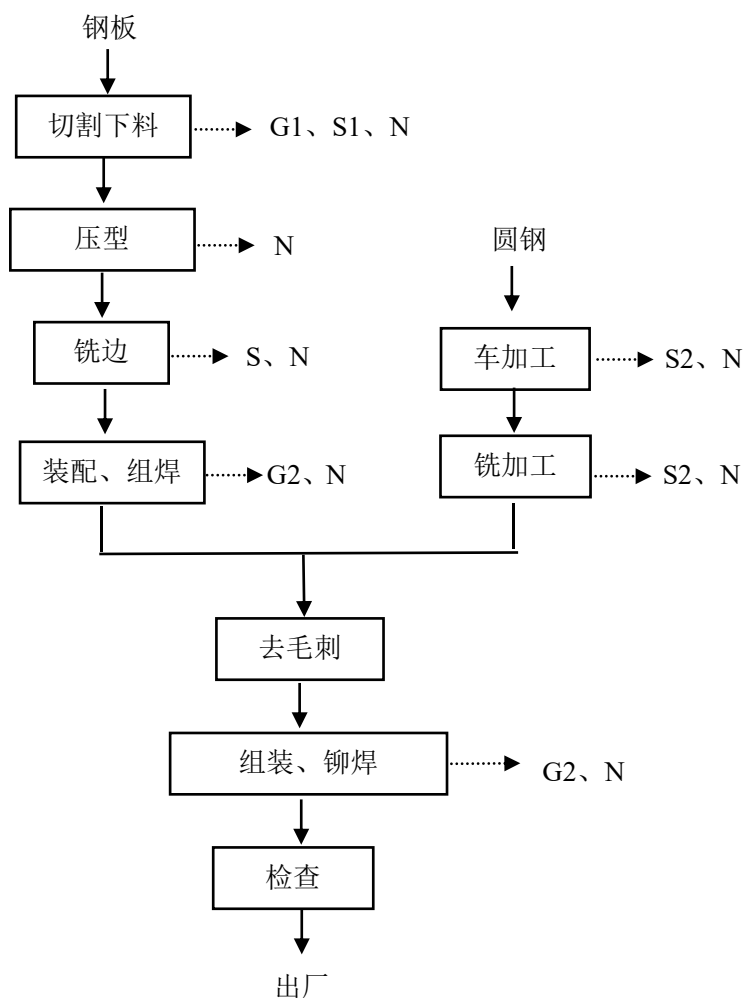 钢板
切割下料
G1、S1、N
压型
N
圆钢
铣边
S、N
车加工
S2、N
装配、组焊
G2、N
铣加工
S2、N
去毛刺
组装、铆焊
G2、N
检查
出厂